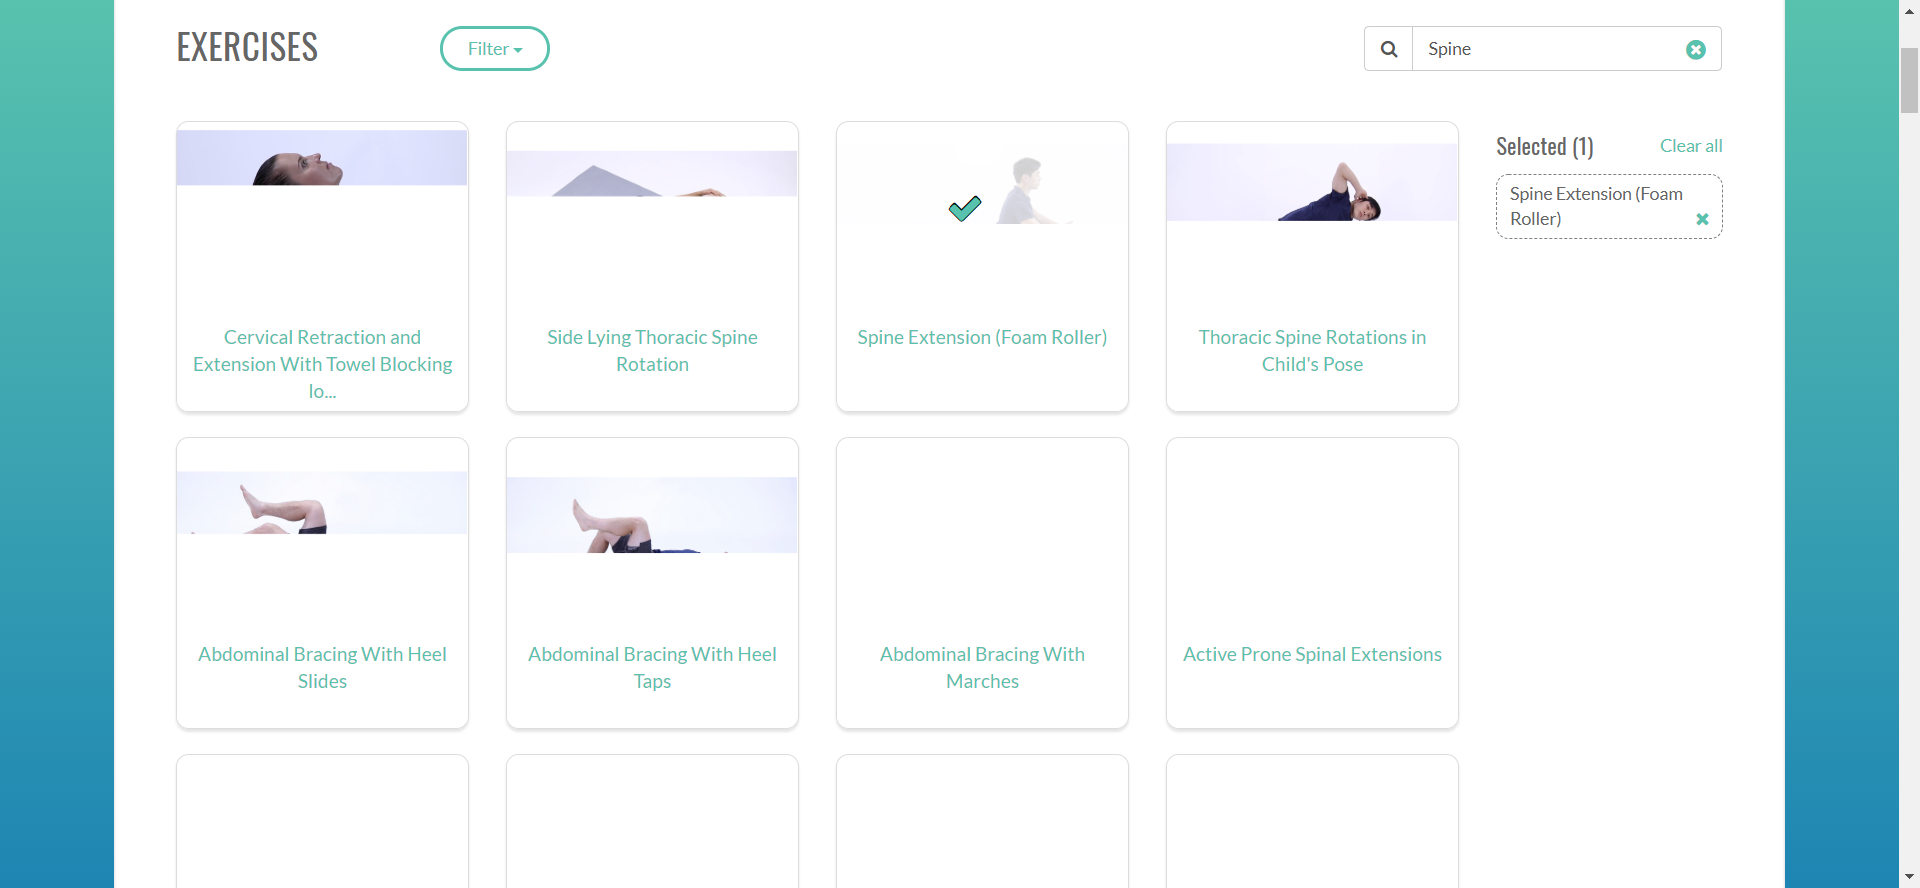 EXERCISES
Filter
Spine
Selected (1)
Clear all
Spine Extension (Foam
Roller)
Cervical Retraction and
Extension With Towel Blocking
lo...
Side Lying Thoracic Spine
Rotation
Spine Extension (Foam Roller)
Thoracic Spine Rotations in
Child's Pose
Abdominal Bracing With Heel
Slides
Abdominal Bracing With Heel
Taps
Abdominal Bracing With
Marches
Active Prone Spinal Extensions